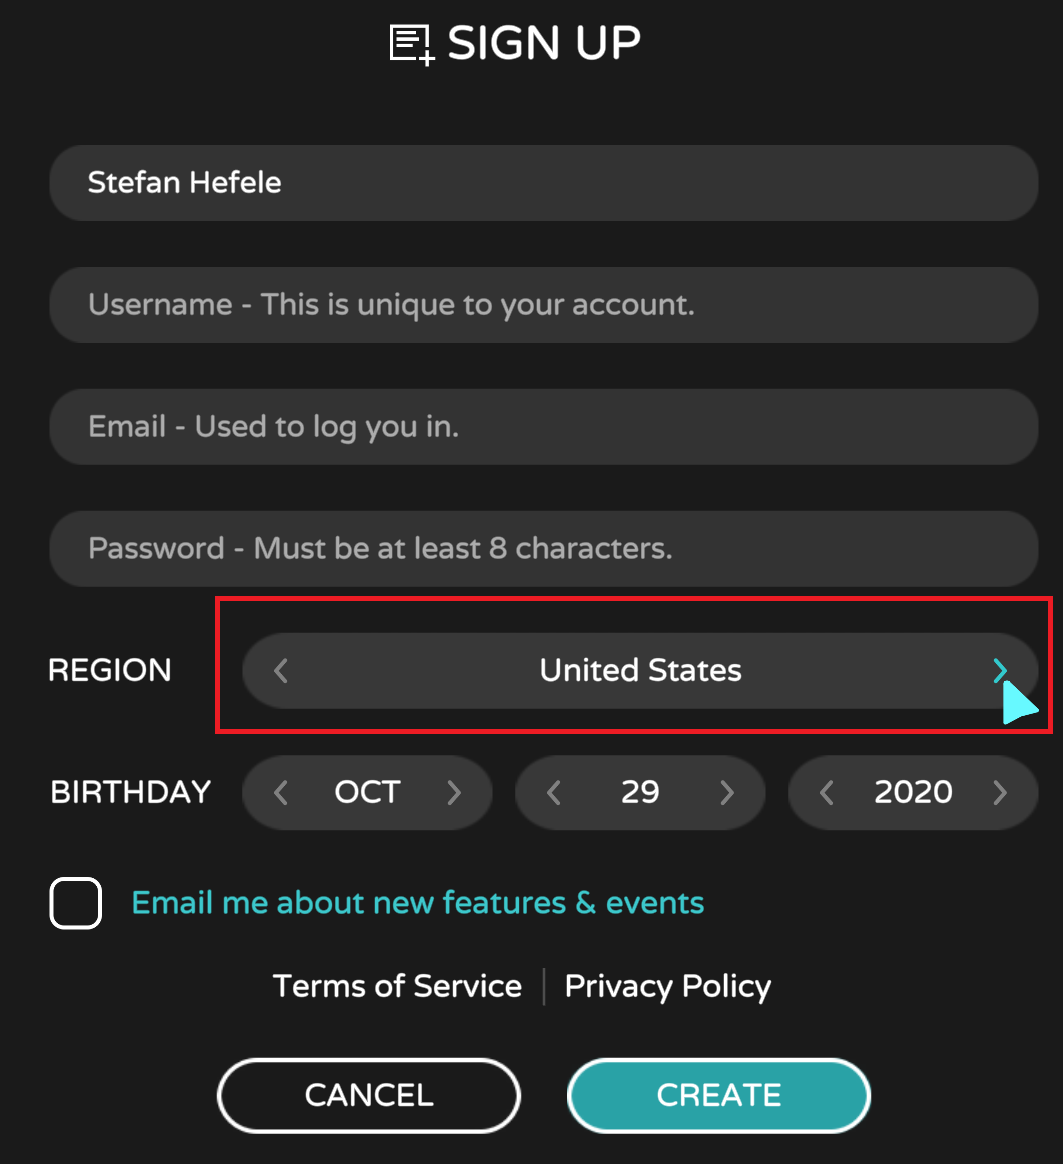 SIGN UP
Stefan Hefele
Username - This is unique to your account.
Email - Used to log you in.
Password - Must be at least 8 characters.
REGION United States
BIRTHDAY OCT 29 2020
Email me about new features & events
Terms of Service | Privacy Policy
CANCEL CREATE